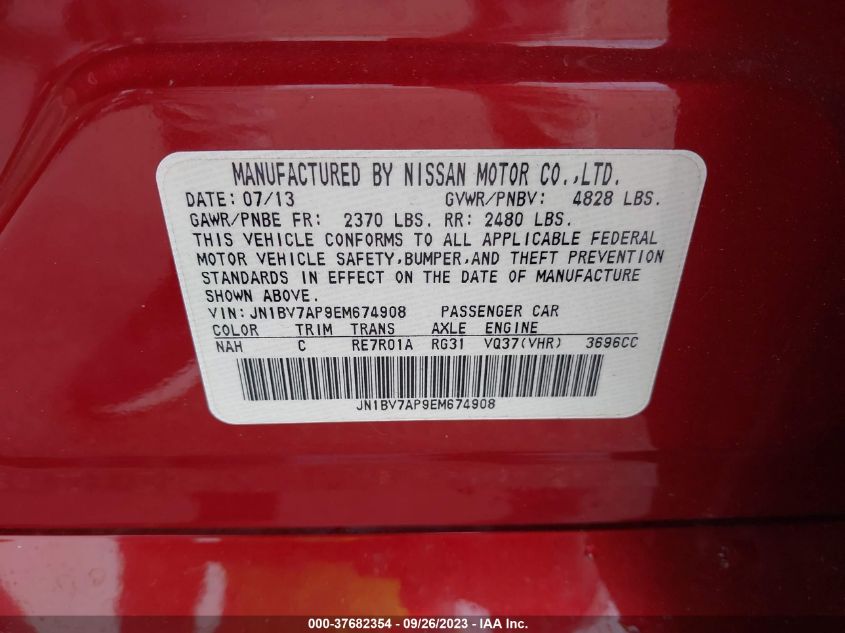 MANUFACTURED BY NISSAN MOTOR CO.,LTD.
DATE: 07/13 GVWR/PNBV: 4828 LBS.
GAWR/PNBE FR: 2370 LBS. RR: 2480 LBS.
THIS VEHICLE CONFORMS TO ALL APPLICABLE FEDERAL
MOTOR VEHICLE SAFETY,BUMPER,AND THEFT PREVENTION
STANDARDS IN EFFECT ON THE DATE OF MANUFACTURE
SHOWN ABOVE.
VIN: JN1BV7AP9EM674908 PASSENGER CAR
COLOR TRIM TRANS AXLE ENGINE
NAH C RE7R01A RG31 VQ37(VHR) 3696CC
JN1BV7AP9EM674908
000-37682354 - 09/26/2023 - IAA Inc.